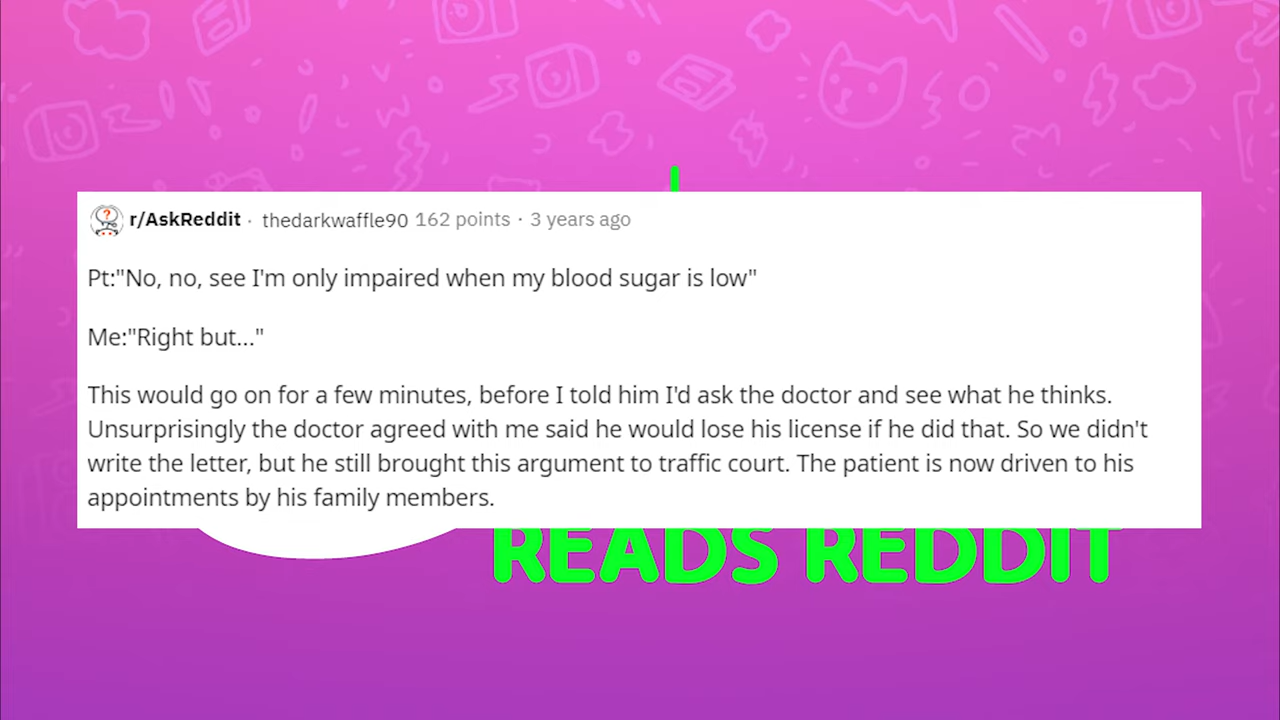 r/AskReddit · thedarkwaffle90 162 points · 3 years ago
Pt:"No, no, see I'm only impaired when my blood sugar is low"
Me:"Right but..."
This would go on for a few minutes, before I told him I'd ask the doctor and see what he thinks.
Unsurprisingly the doctor agreed with me said he would lose his license if he did that. So we didn't
write the letter, but he still brought this argument to traffic court. The patient is now driven to his
appointments by his family members.
READS REDDIT